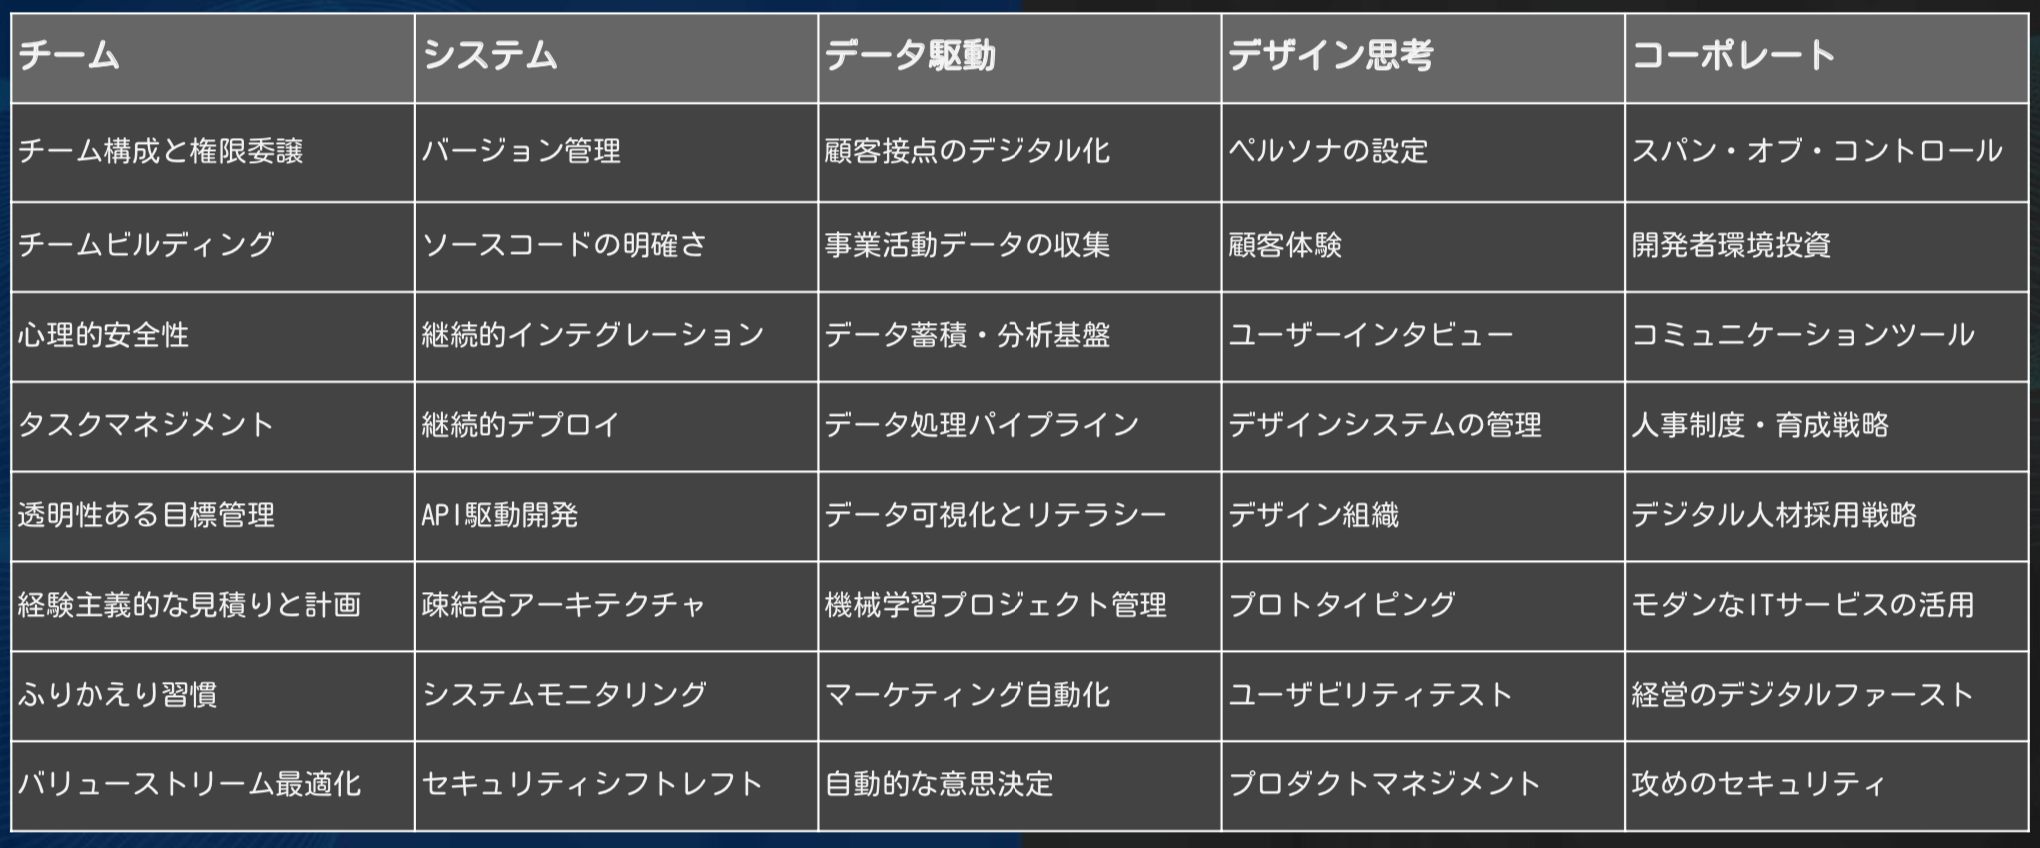 チーム システム データ駆動 デザイン思考 コーポレート
チーム構成と権限委譲 バージョン管理 顧客接点のデジタル化 ペルソナの設定 スパン・オブ・コントロール
チームビルディング ソースコードの明確さ 事業活動データの収集 顧客体験 開発者環境投資
心理的安全性 継続的インテグレーション データ蓄積・分析基盤 ユーザーインタビュー コミュニケーションツール
タスクマネジメント 継続的デプロイ データ処理パイプライン デザインシステムの管理 人事制度・育成戦略
透明性ある目標管理 API駆動開発 データ可視化とリテラシー デザイン組織 デジタル人材採用戦略
経験主義的な見積りと計画 疎結合アーキテクチャ 機械学習プロジェクト管理 プロトタイピング モダンなITサービスの活用
ふりかえり習慣 システムモニタリング マーケティング自動化 ユーザビリティテスト 経営のデジタルファースト
バリューストリーム最適化 セキュリティシフトレフト 自動的な意思決定 プロダクトマネジメント 攻めのセキュリティ